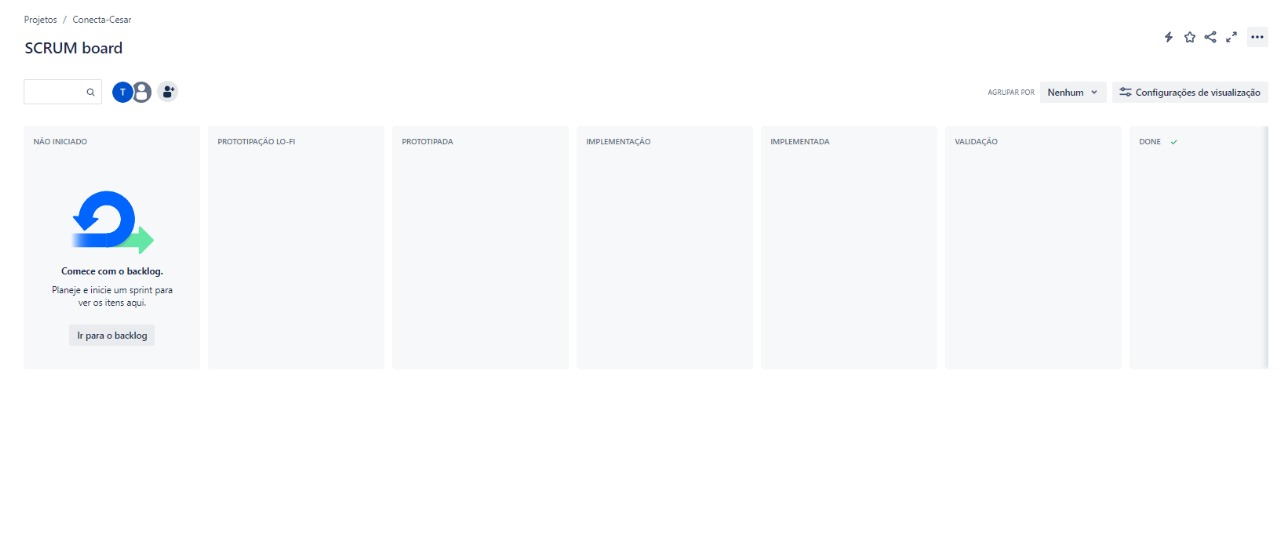 Projetos / Conecta-Cesar
SCRUM board
T
AGRUPAR POR Nenhum Configurações de visualização
NÃO INICIADO
PROTOTIPAÇÃO LO-FI
PROTOTIPADA
IMPLEMENTAÇÃO
IMPLEMENTADA
VALIDAÇÃO
DONE
Comece com o backlog.
Planeje e inicie um sprint para
ver os itens aqui.
Ir para o backlog